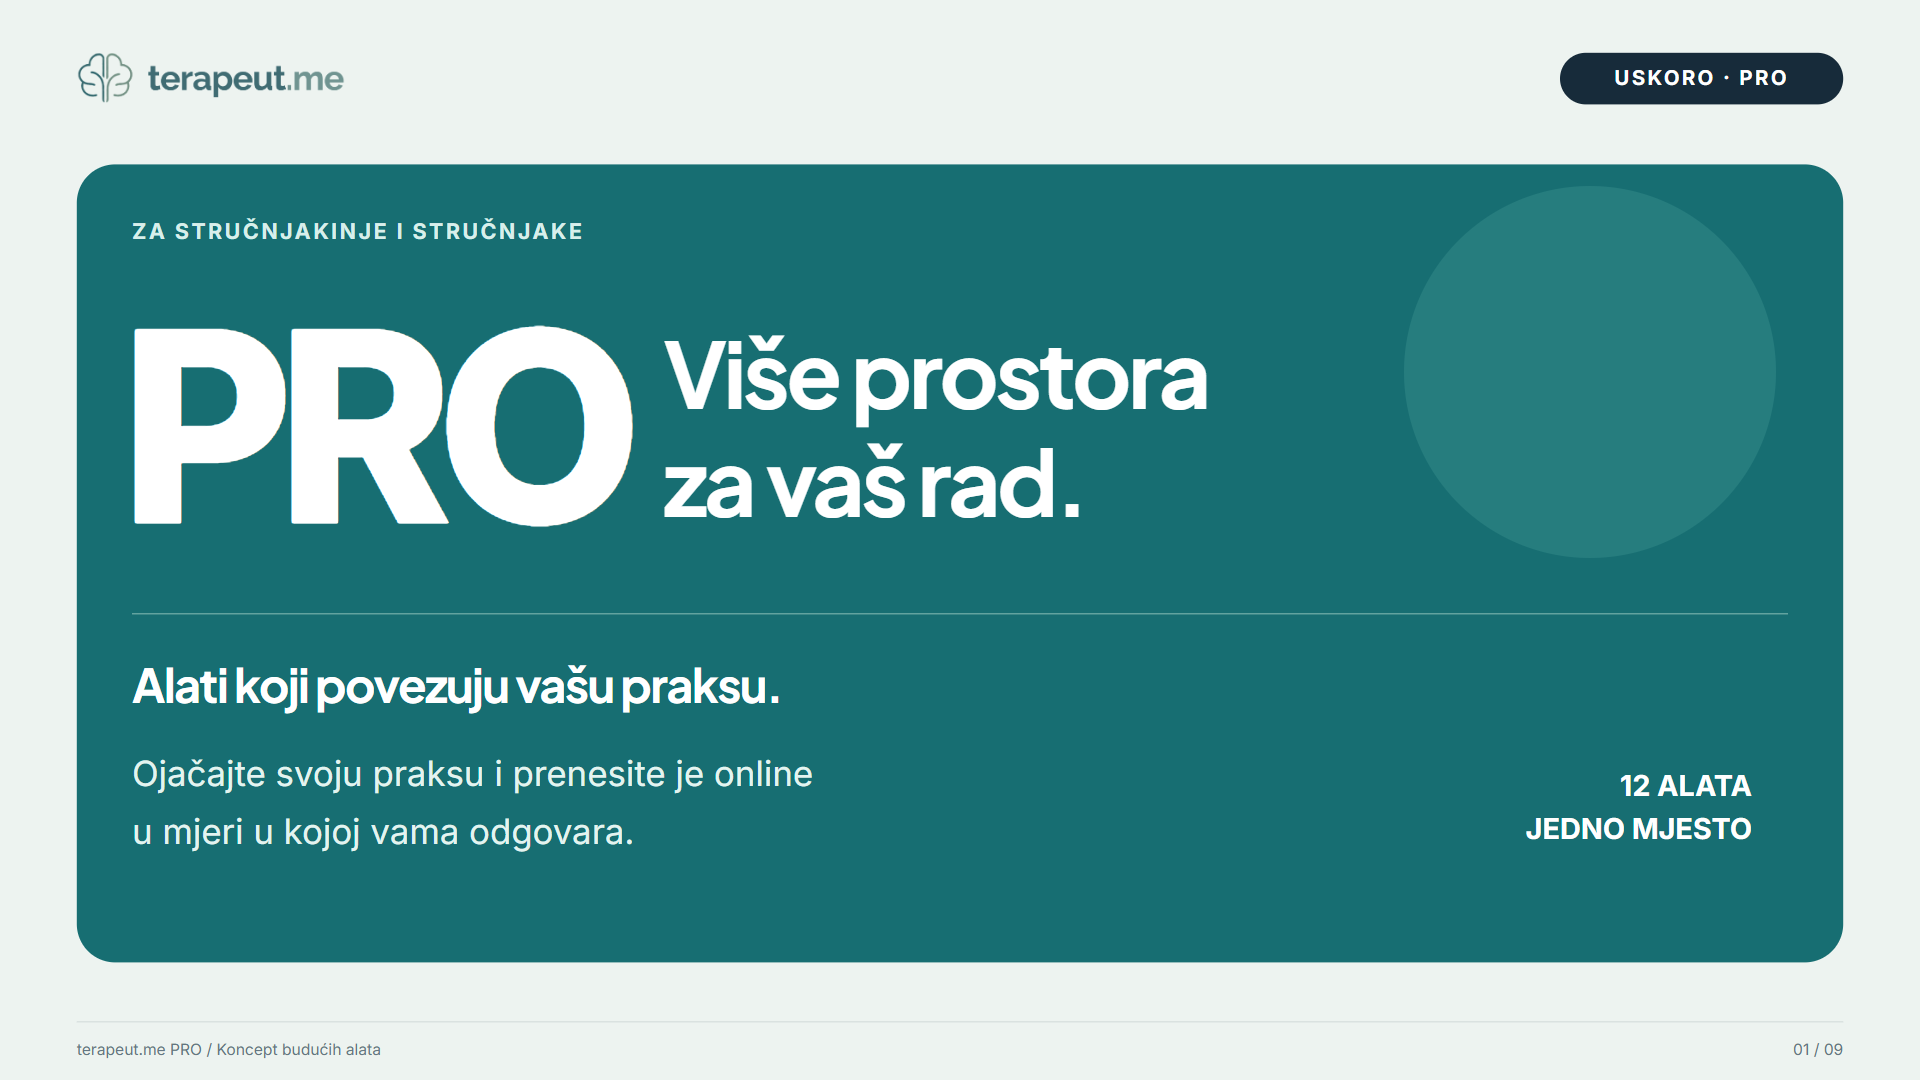 terapeut.me
USKORO · PRO
ZA STRUČNJAKINJE I STRUČNJAKE
PRO
Više prostora
za vaš rad.
Alati koji povezuju vašu praksu.
Ojačajte svoju praksu i prenesite je online
u mjeri u kojoj vama odgovara.
12 ALATA
JEDNO MJESTO
terapeut.me PRO / Koncept budućih alata
01 / 09